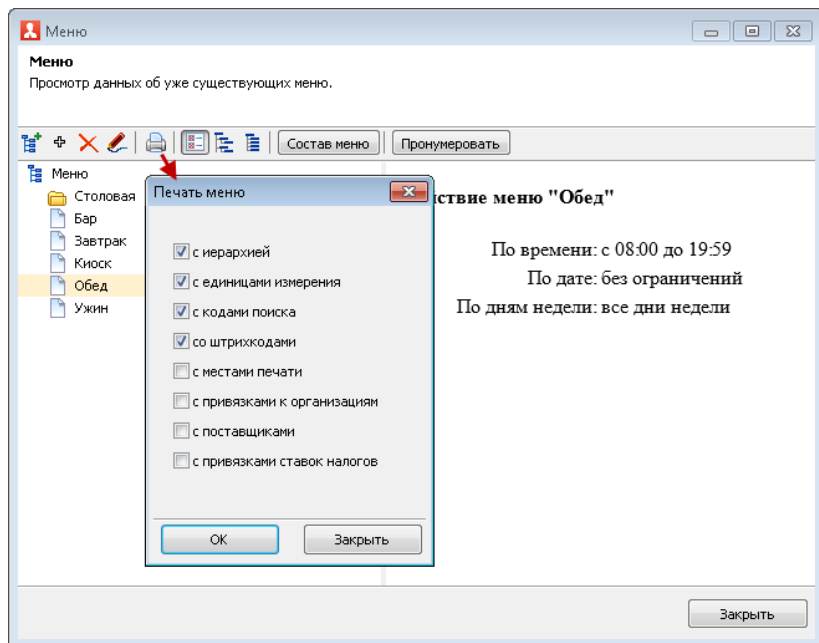 Меню
Меню
Просмотр данных об уже существующих меню.
Состав меню
Пронумеровать
Меню
Столовая
Бар
Завтрак
Киоск
Обед
Ужин
Печать меню
с иерархией
с единицами измерения
с кодами поиска
со штрихкодами
с местами печати
с привязками к организациям
с поставщиками
с привязками ставок налогов
OK
Закрыть
ствие меню "Обед"
По времени: с 08:00 до 19:59
По дате: без ограничений
По дням недели: все дни недели
Закрыть